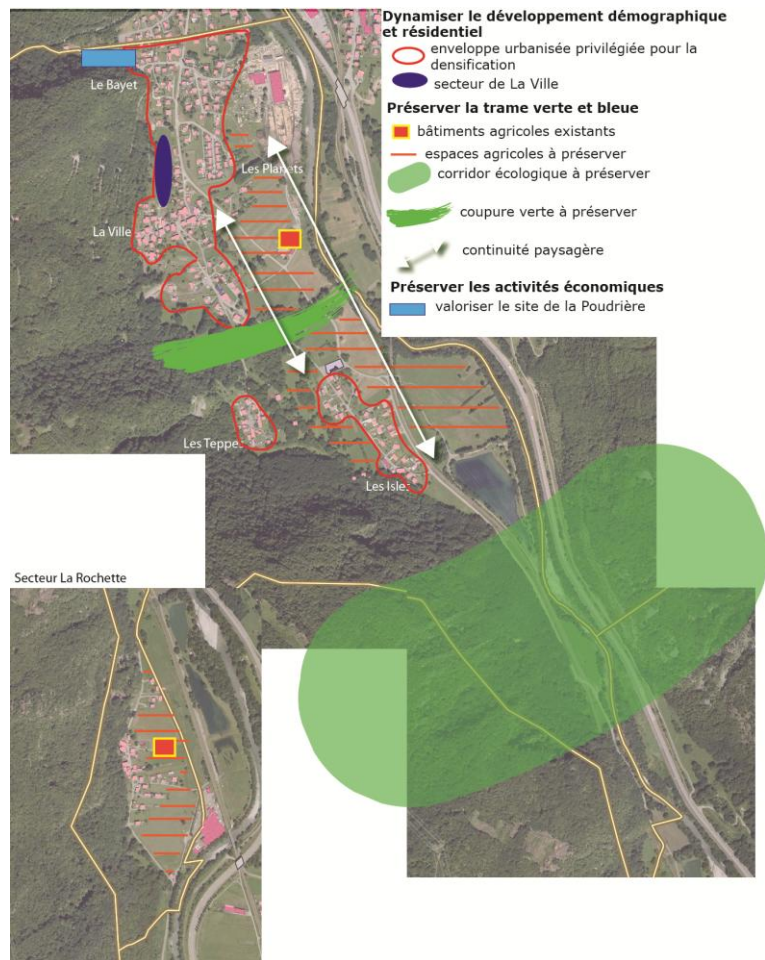 Dynamiser le développement démographique
et résidentiel
enveloppe urbanisée privilégiée pour la
densification
secteur de La Ville
Préserver la trame verte et bleue
bâtiments agricoles existants
espaces agricoles à préserver
corridor écologique à préserver
coupure verte à préserver
continuité paysagère
Préserver les activités économiques
valoriser le site de la Poudrière
Le Bayet
Les Planets
La Ville
Les Teppes
Les Isles
Secteur La Rochette